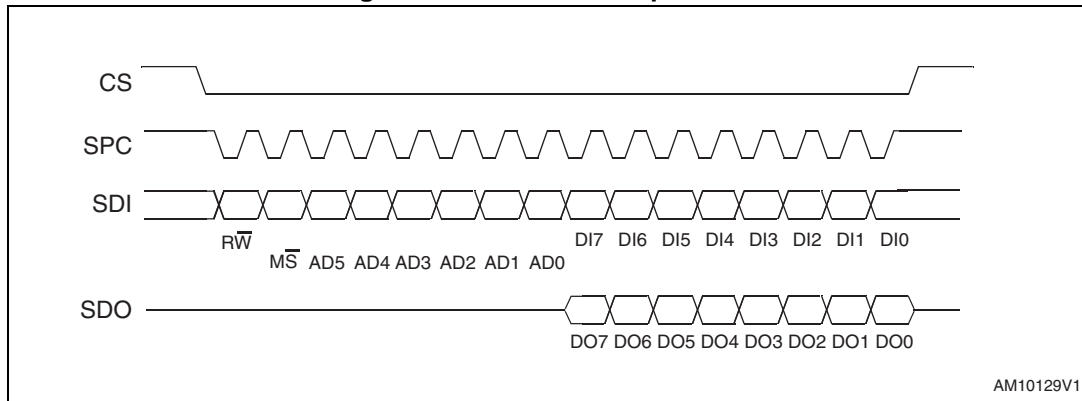 CS
SPC
SDI
RW̅ DI7 DI6 DI5 DI4 DI3 DI2 DI1 DI0
MS̅ AD5 AD4 AD3 AD2 AD1 AD0
SDO
DO7 DO6 DO5 DO4 DO3 DO2 DO1 DO0
AM10129V1